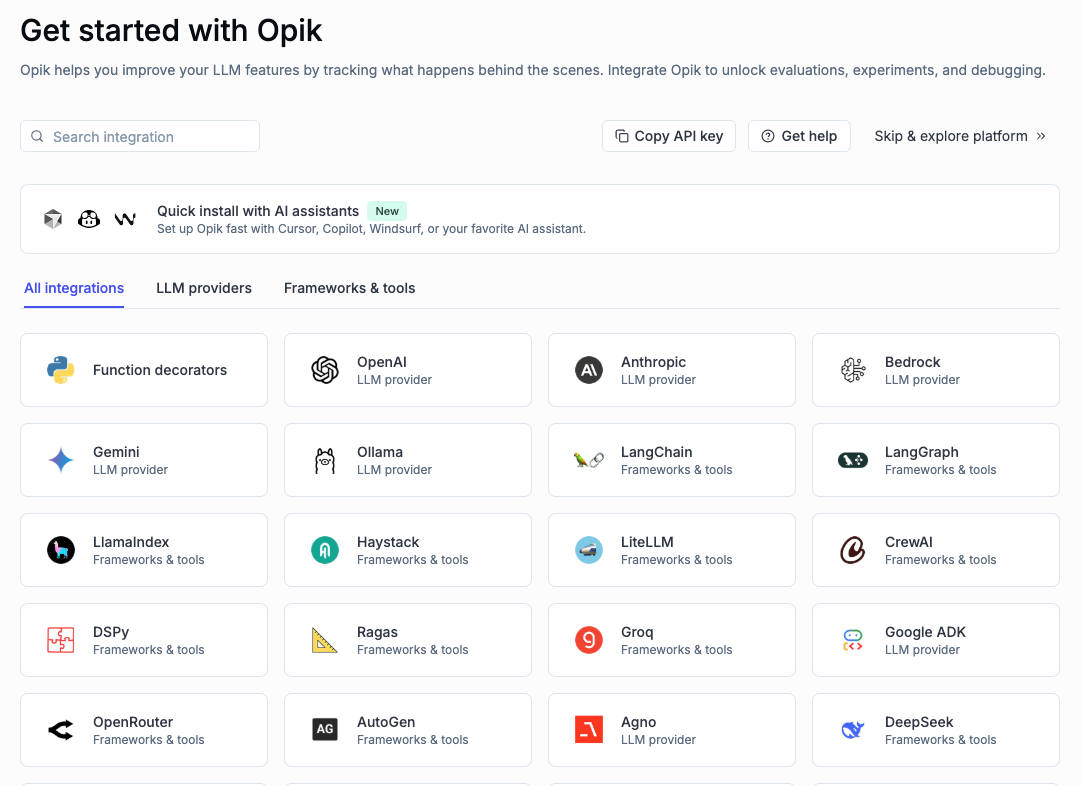 Get started with Opik
Opik helps you improve your LLM features by tracking what happens behind the scenes. Integrate Opik to unlock evaluations, experiments, and debugging.
Search integration
Copy API key
Get help
Skip & explore platform »
Quick install with AI assistants New
Set up Opik fast with Cursor, Copilot, Windsurf, or your favorite AI assistant.
All integrations
LLM providers
Frameworks & tools
Function decorators
OpenAI
LLM provider
Anthropic
LLM provider
Bedrock
LLM provider
Gemini
LLM provider
Ollama
LLM provider
LangChain
Frameworks & tools
LangGraph
Frameworks & tools
LlamaIndex
Frameworks & tools
Haystack
Frameworks & tools
LiteLLM
Frameworks & tools
CrewAI
Frameworks & tools
DSPy
Frameworks & tools
Ragas
Frameworks & tools
Groq
Frameworks & tools
Google ADK
LLM provider
OpenRouter
Frameworks & tools
AG
AutoGen
Frameworks & tools
Agno
LLM provider
DeepSeek
Frameworks & tools